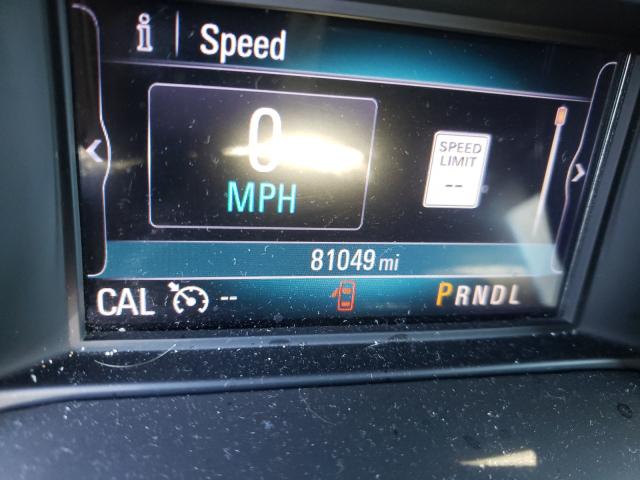 i Speed
0
MPH
SPEED
LIMIT
--
81049 mi
CAL --
PRNDL